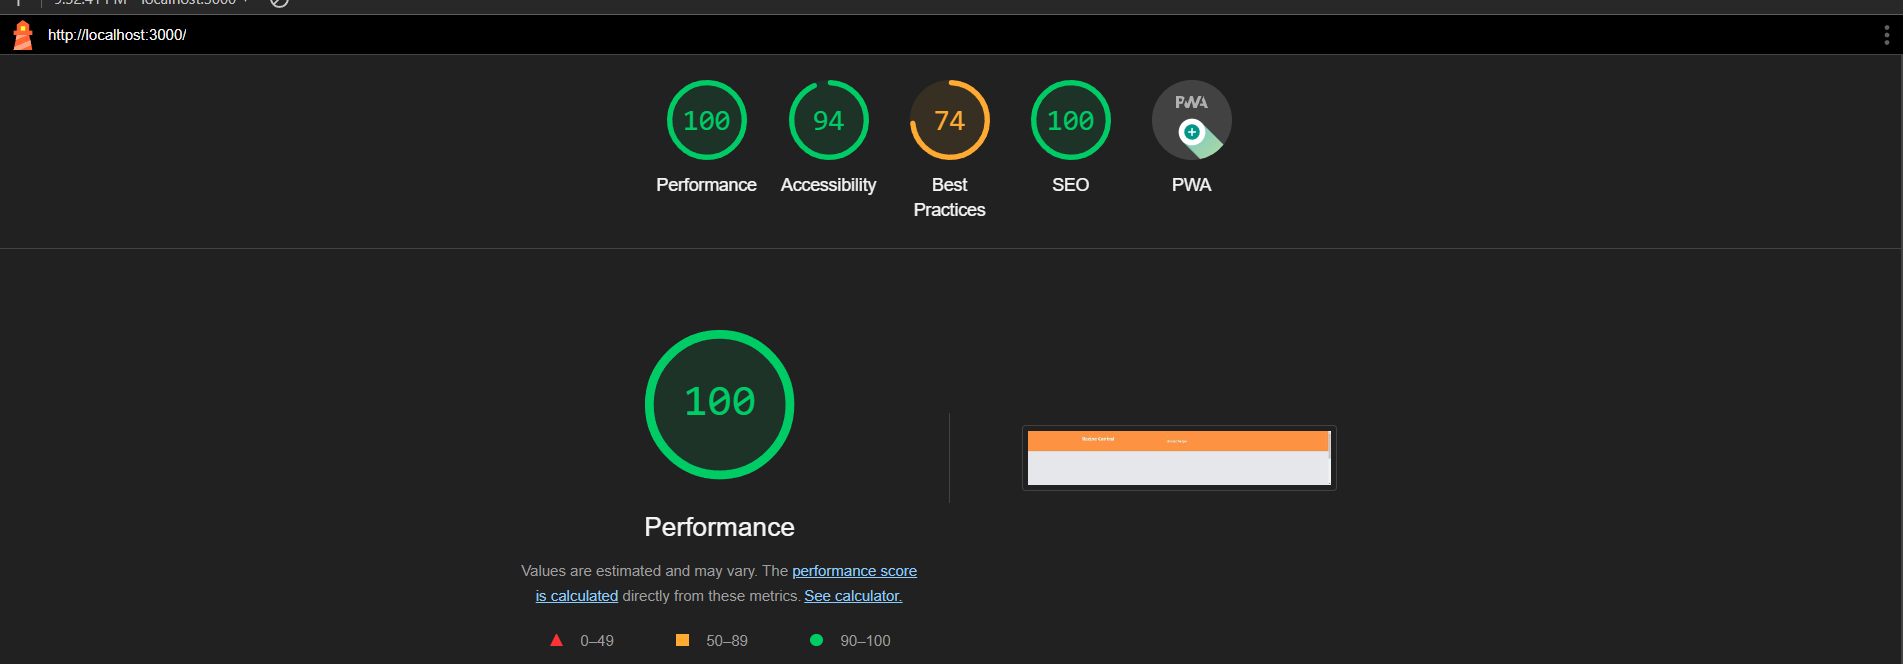 http://localhost:3000/
100
94
74
100
PWA
Performance
Accessibility
Best
Practices
SEO
PWA
100
Performance
Values are estimated and may vary. The performance score
is calculated directly from these metrics. See calculator.
0–49
50–89
90–100